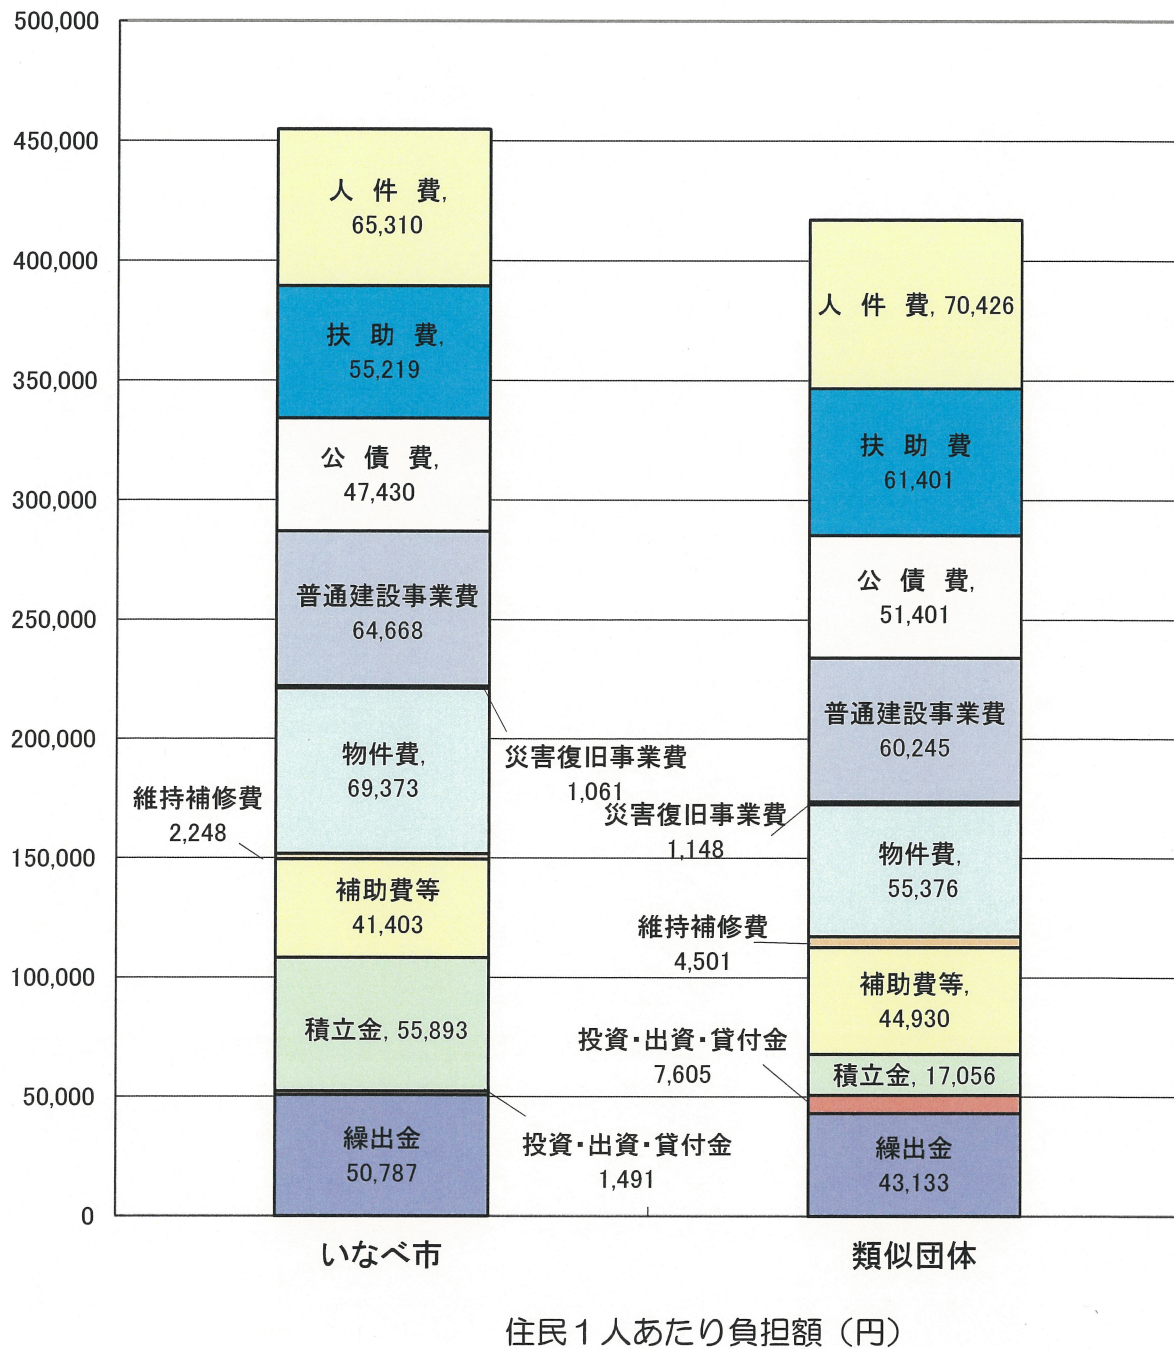 500,000
450,000
400,000
350,000
300,000
250,000
200,000
150,000
100,000
50,000
0
人 件 費,
65,310
扶 助 費,
55,219
公 債 費,
47,430
普通建設事業費
64,668
災害復旧事業費
1,061
物件費,
69,373
維持補修費
2,248
補助費等
41,403
積立金, 55,893
投資・出資・貸付金
1,491
繰出金
50,787
人 件 費, 70,426
扶 助 費
61,401
公 債 費,
51,401
普通建設事業費
60,245
災害復旧事業費
1,148
物件費,
55,376
維持補修費
4,501
補助費等,
44,930
積立金, 17,056
投資・出資・貸付金
7,605
繰出金
43,133
いなべ市
類似団体
住民1人あたり負担額（円）